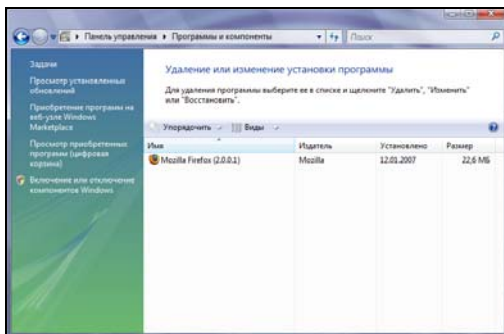 Панель управления ▸ Программы и компоненты
Поиск
Задачи
Просмотр установленных
обновлений
Приобретение программ на
веб-узле Windows
Marketplace
Просмотр приобретенных
программ (цифровая
корзина)
Включение или отключение
компонентов Windows
Удаление или изменение установки программы
Для удаления программы выберите ее в списке и щелкните "Удалить", "Изменить"
или "Восстановить".
Упорядочить Виды
Имя Издатель Установлено Размер
Mozilla Firefox (2.0.0.1) Mozilla 12.01.2007 22,6 МБ